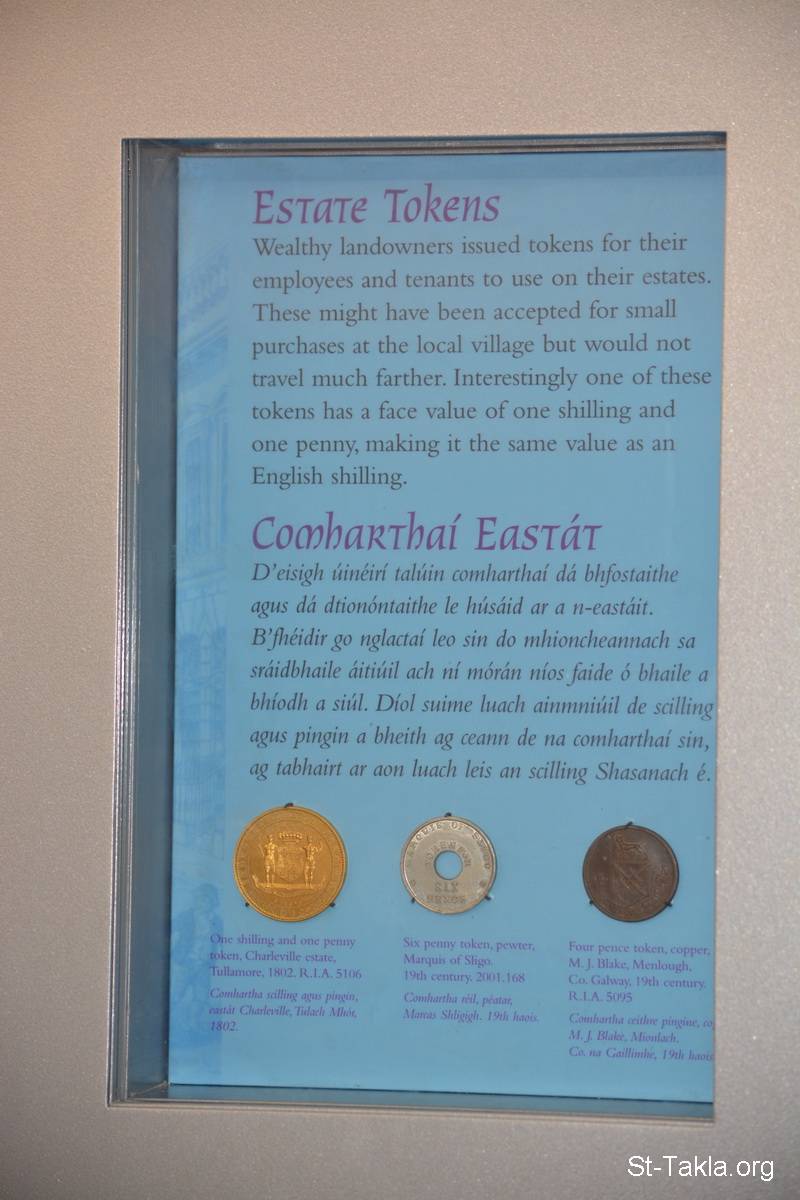 Estate Tokens
Wealthy landowners issued tokens for their
employees and tenants to use on their estates.
These might have been accepted for small
purchases at the local village but would not
travel much farther. Interestingly one of these
tokens has a face value of one shilling and
one penny, making it the same value as an
English shilling.
Comharthaí Eastát
D'eisigh úinéirí talúin comharthaí dá bhfostaithe
agus dá dtionóntaithe le húsáid ar a n-eastáit.
B'fhéidir go nglactaí leo sin do mhioncheannach sa
sráidbhaile áitiúil ach ní mórán níos faide ó bhaile a
bhíodh a siúl. Díol suime luach ainmniúil de scilling
agus pingin a bheith ag ceann de na comharthaí sin,
ag tabhairt ar aon luach leis an scilling Shasanach é.
One shilling and one penny
token, Charleville estate,
Tullamore, 1802. R.I.A. 5106
Comhartha scilling agus pingin,
eastát Charleville, Tulach Mhór,
1802.
Six penny token, pewter,
Marquis of Sligo.
19th century. 2001.168
Comhartha réil, péatar,
Marcas Shligigh. 19th haois.
Four pence token, copper,
M. J. Blake, Menlough,
Co. Galway, 19th century.
R.I.A. 5095
Comhartha ceithre pingine, co
M. J. Blake, Mionlach.
Co. na Gaillimhe, 19th haois
MARQUIS OF SLIGO
SIX
TOKEN
St-Takla.org